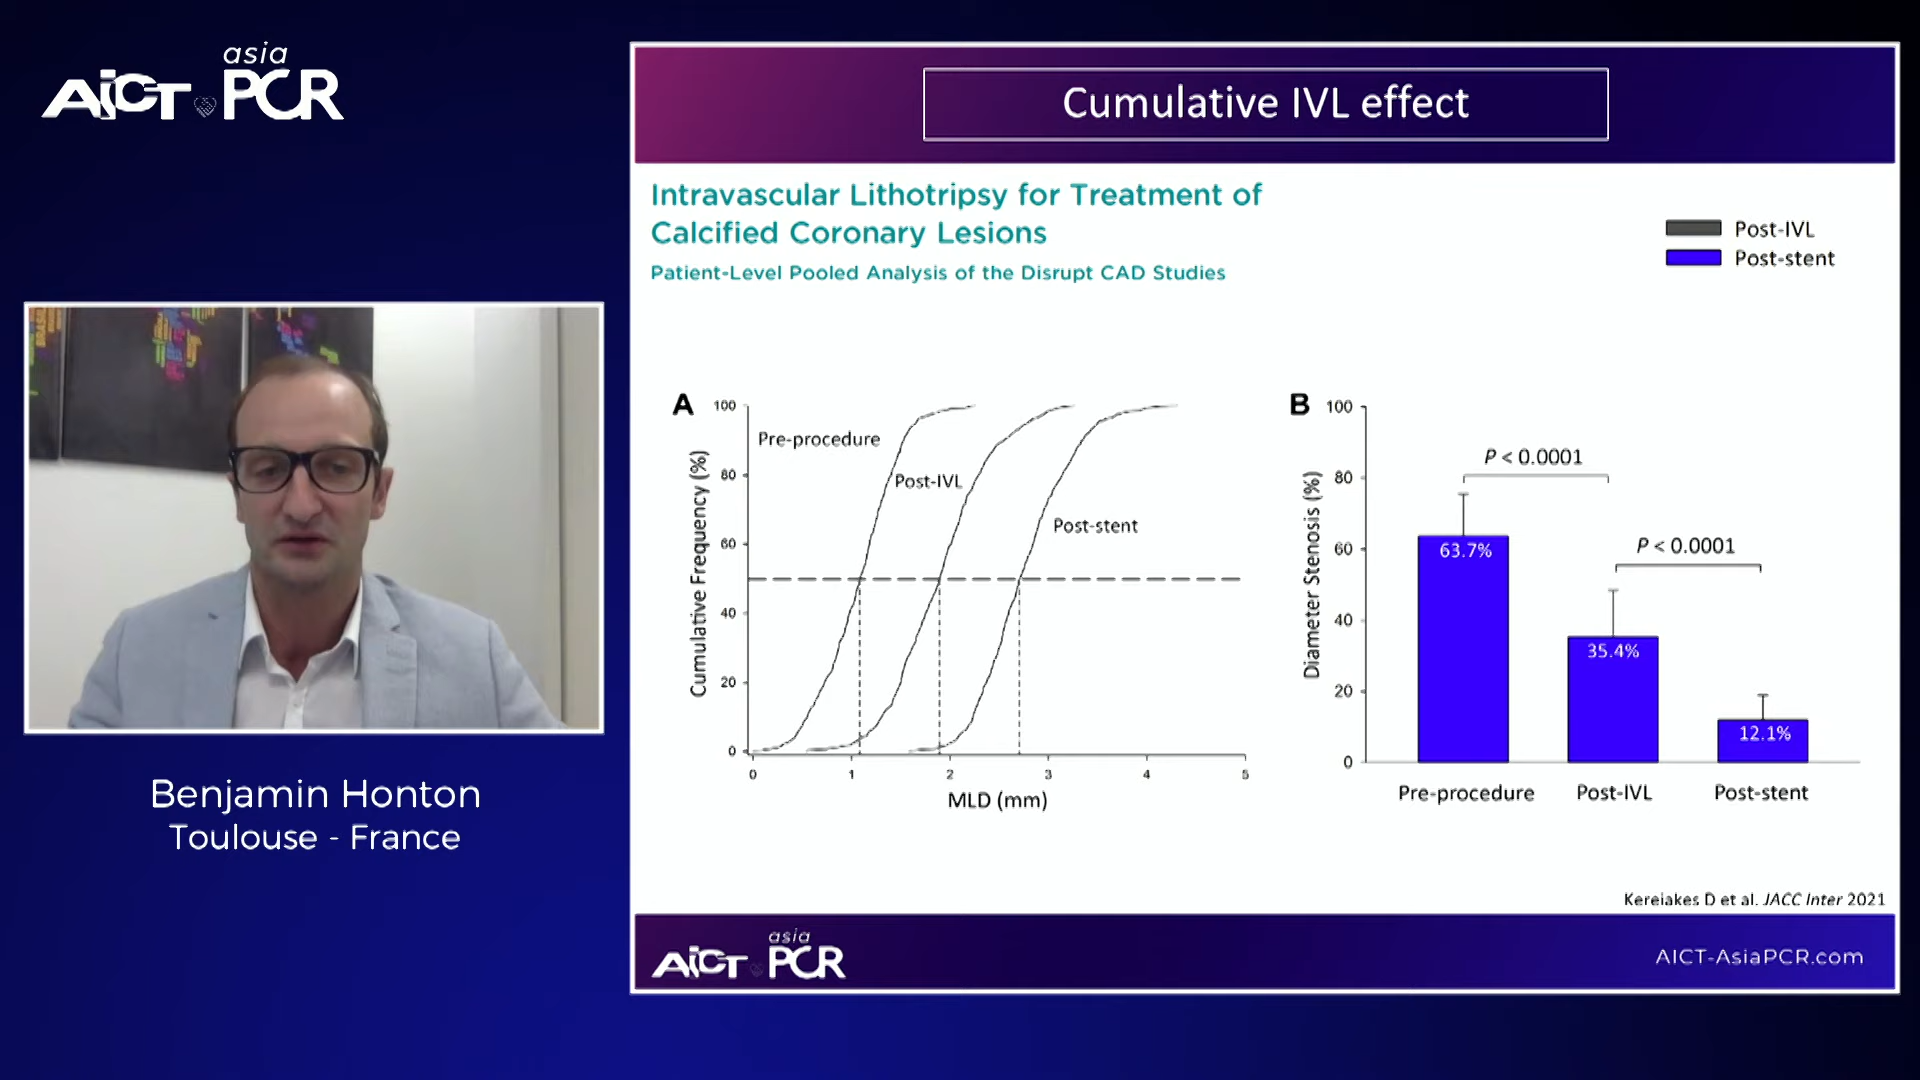 asia
AICT PCR
Benjamin Honton
Toulouse - France
Cumulative IVL effect
Intravascular Lithotripsy for Treatment of
Calcified Coronary Lesions
Patient-Level Pooled Analysis of the Disrupt CAD Studies
Post-IVL
Post-stent
A
Cumulative Frequency (%)
100
80
60
40
20
0
Pre-procedure
Post-IVL
Post-stent
0 1 2 3 4 5
MLD (mm)
B
Diameter Stenosis (%)
100
80
60
40
20
0
P < 0.0001
P < 0.0001
63.7%
35.4%
12.1%
Pre-procedure Post-IVL Post-stent
Kereiakes D et al. JACC Inter 2021
asia
AICT PCR
AICT-AsiaPCR.com